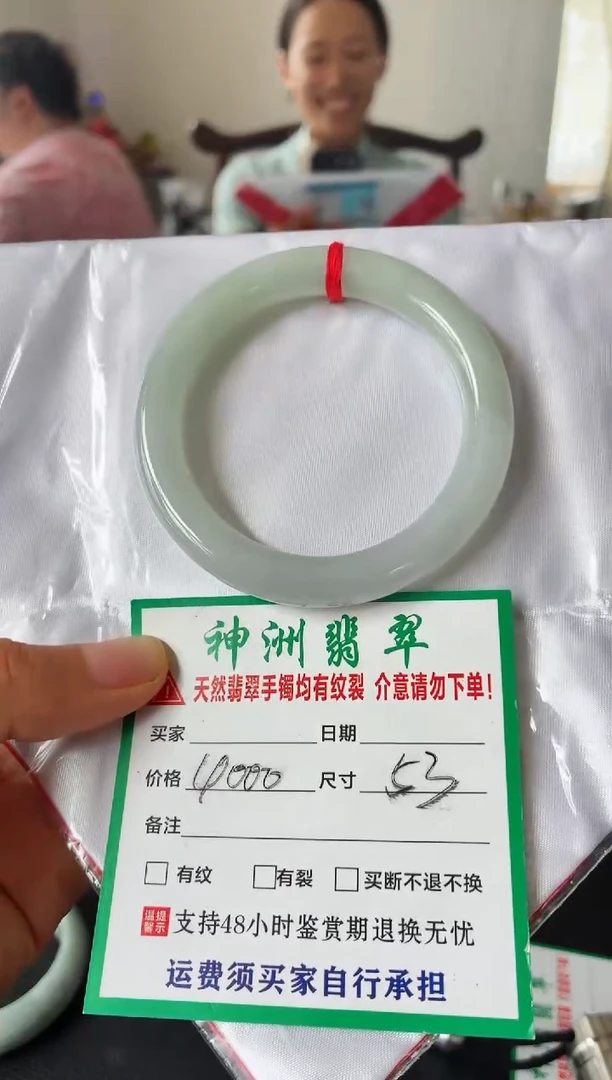 神洲翡翠
天然翡翠手镯均有纹裂 介意请勿下单!
买家 日期
价格 4000 尺寸 53
备注
有纹 有裂 买断不退不换
温提馨示 支持48小时鉴赏期退换无忧
运费须买家自行承担